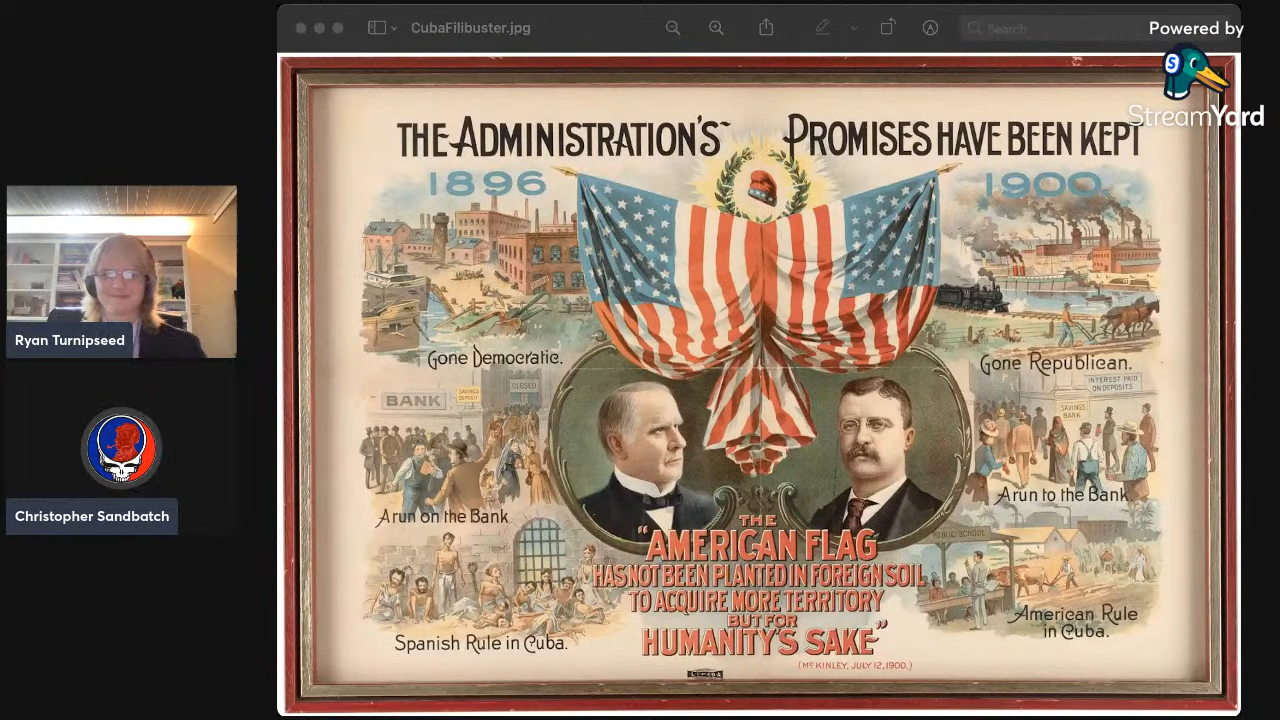 CubaFilibuster.jpg
Search
Powered by
S
StreamYard
THE ADMINISTRATION'S PROMISES HAVE BEEN KEPT
1896
1900
Gone Democratic.
Gone Republican.
BANK
SAVINGS
DEPOSIT
CLOSED
INTEREST PAID
ON DEPOSITS
SAVINGS
BANK
A run on the Bank
A run to the Bank.
THE
"AMERICAN FLAG
HAS NOT BEEN PLANTED IN FOREIGN SOIL
TO ACQUIRE MORE TERRITORY
BUT FOR
HUMANITY'S SAKE"
(McKINLEY, JULY 12, 1900.)
Spanish Rule in Cuba.
PUBLIC SCHOOL
American Rule
in Cuba.
Ryan Turnipseed
Christopher Sandbatch